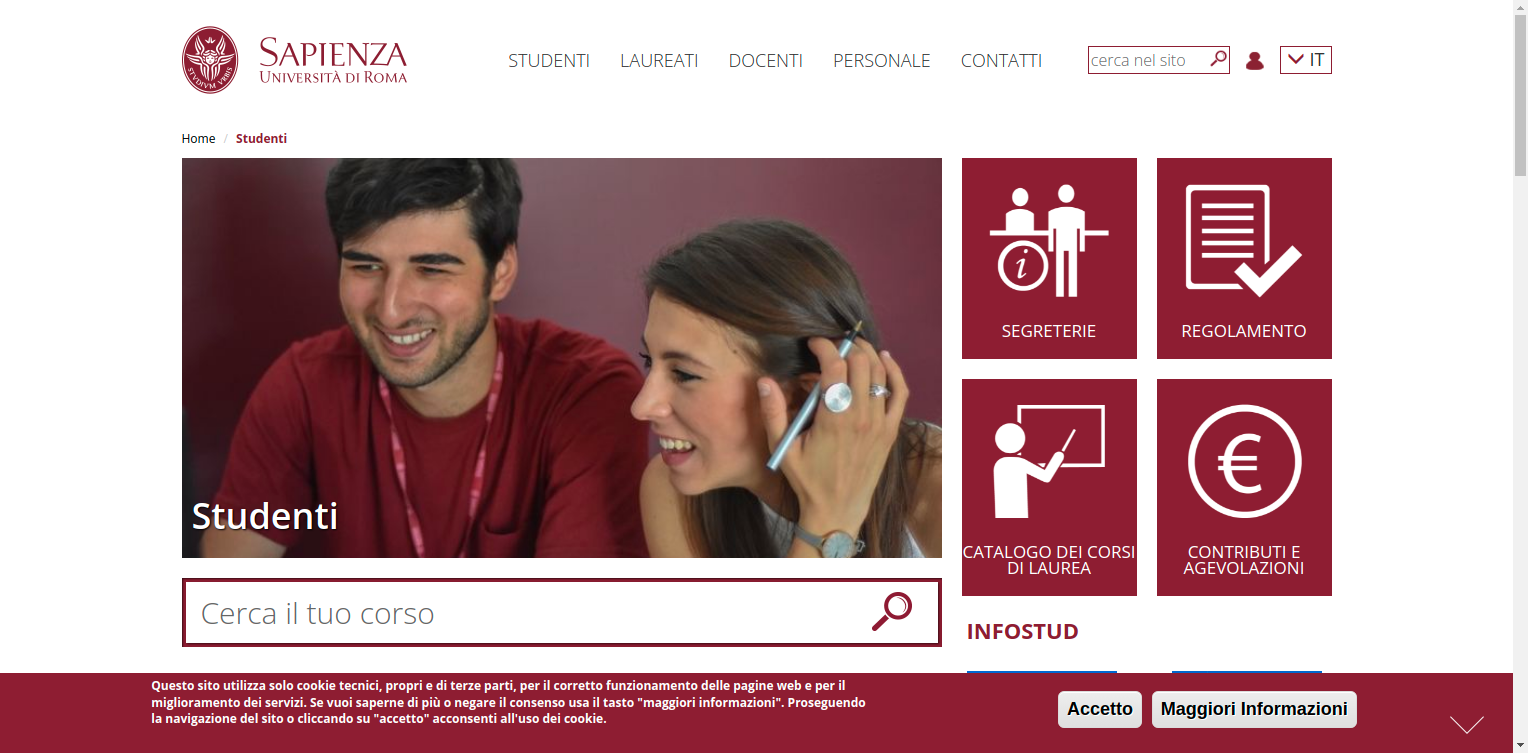 STUDIVM VRBIS
SAPIENZA
UNIVERSITÀ DI ROMA
STUDENTI
LAUREATI
DOCENTI
PERSONALE
CONTATTI
cerca nel sito
IT
Home / Studenti
Studenti
i
SEGRETERIE
REGOLAMENTO
CATALOGO DEI CORSI
DI LAUREA
€
CONTRIBUTI E
AGEVOLAZIONI
Cerca il tuo corso
INFOSTUD
Questo sito utilizza solo cookie tecnici, propri e di terze parti, per il corretto funzionamento delle pagine web e per il
miglioramento dei servizi. Se vuoi saperne di più o negare il consenso usa il tasto "maggiori informazioni". Proseguendo
la navigazione del sito o cliccando su "accetto" acconsenti all'uso dei cookie.
Accetto
Maggiori Informazioni